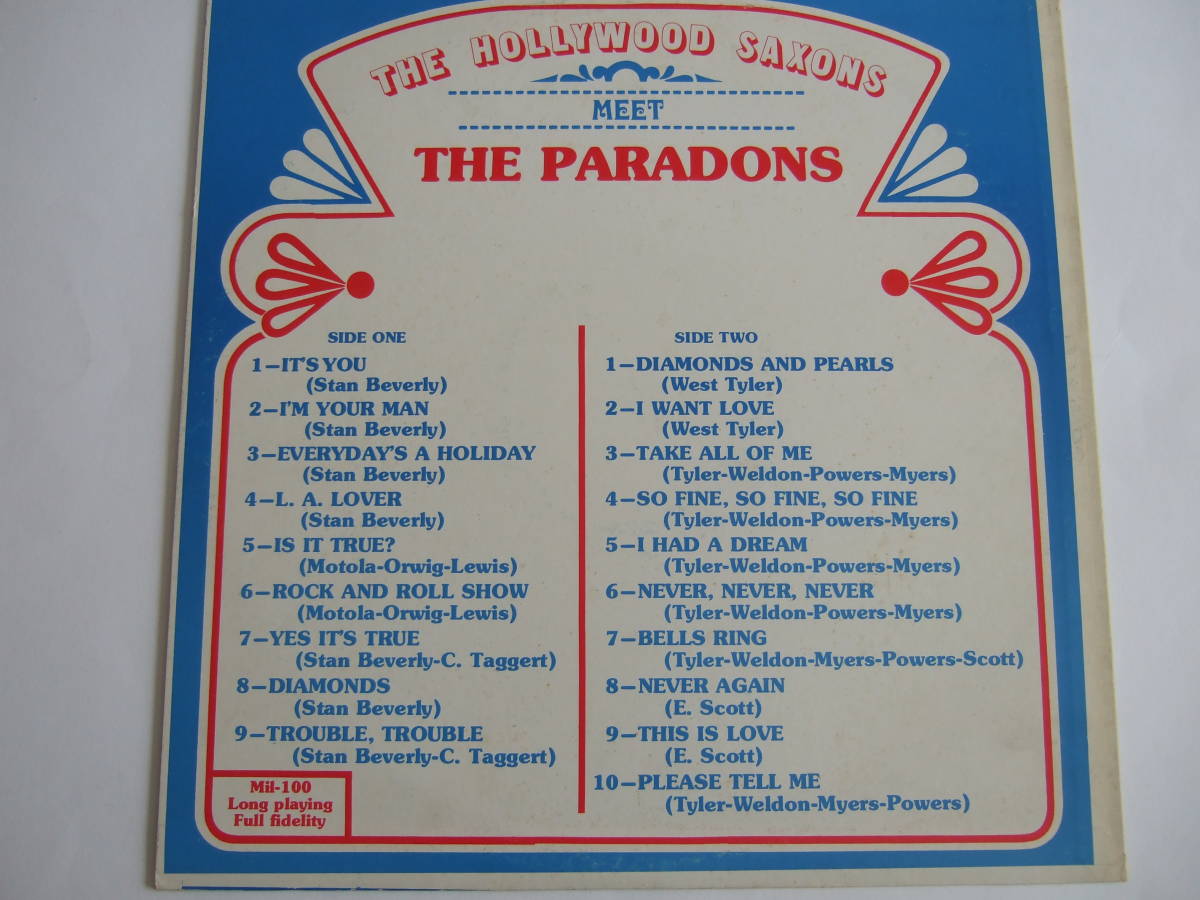 THE HOLLYWOOD SAXONS
MEET
THE PARADONS
SIDE ONE
1—IT'S YOU
(Stan Beverly)
2—I'M YOUR MAN
(Stan Beverly)
3—EVERYDAY'S A HOLIDAY
(Stan Beverly)
4—L. A. LOVER
(Stan Beverly)
5—IS IT TRUE?
(Motola-Orwig-Lewis)
6—ROCK AND ROLL SHOW
(Motola-Orwig-Lewis)
7—YES IT'S TRUE
(Stan Beverly-C. Taggert)
8—DIAMONDS
(Stan Beverly)
9—TROUBLE, TROUBLE
(Stan Beverly-C. Taggert)
Mil-100
Long playing
Full fidelity
SIDE TWO
1—DIAMONDS AND PEARLS
(West Tyler)
2—I WANT LOVE
(West Tyler)
3—TAKE ALL OF ME
(Tyler-Weldon-Powers-Myers)
4—SO FINE, SO FINE, SO FINE
(Tyler-Weldon-Powers-Myers)
5—I HAD A DREAM
(Tyler-Weldon-Powers-Myers)
6—NEVER, NEVER, NEVER
(Tyler-Weldon-Powers-Myers)
7—BELLS RING
(Tyler-Weldon-Myers-Powers-Scott)
8—NEVER AGAIN
(E. Scott)
9—THIS IS LOVE
(E. Scott)
10—PLEASE TELL ME
(Tyler-Weldon-Myers-Powers)